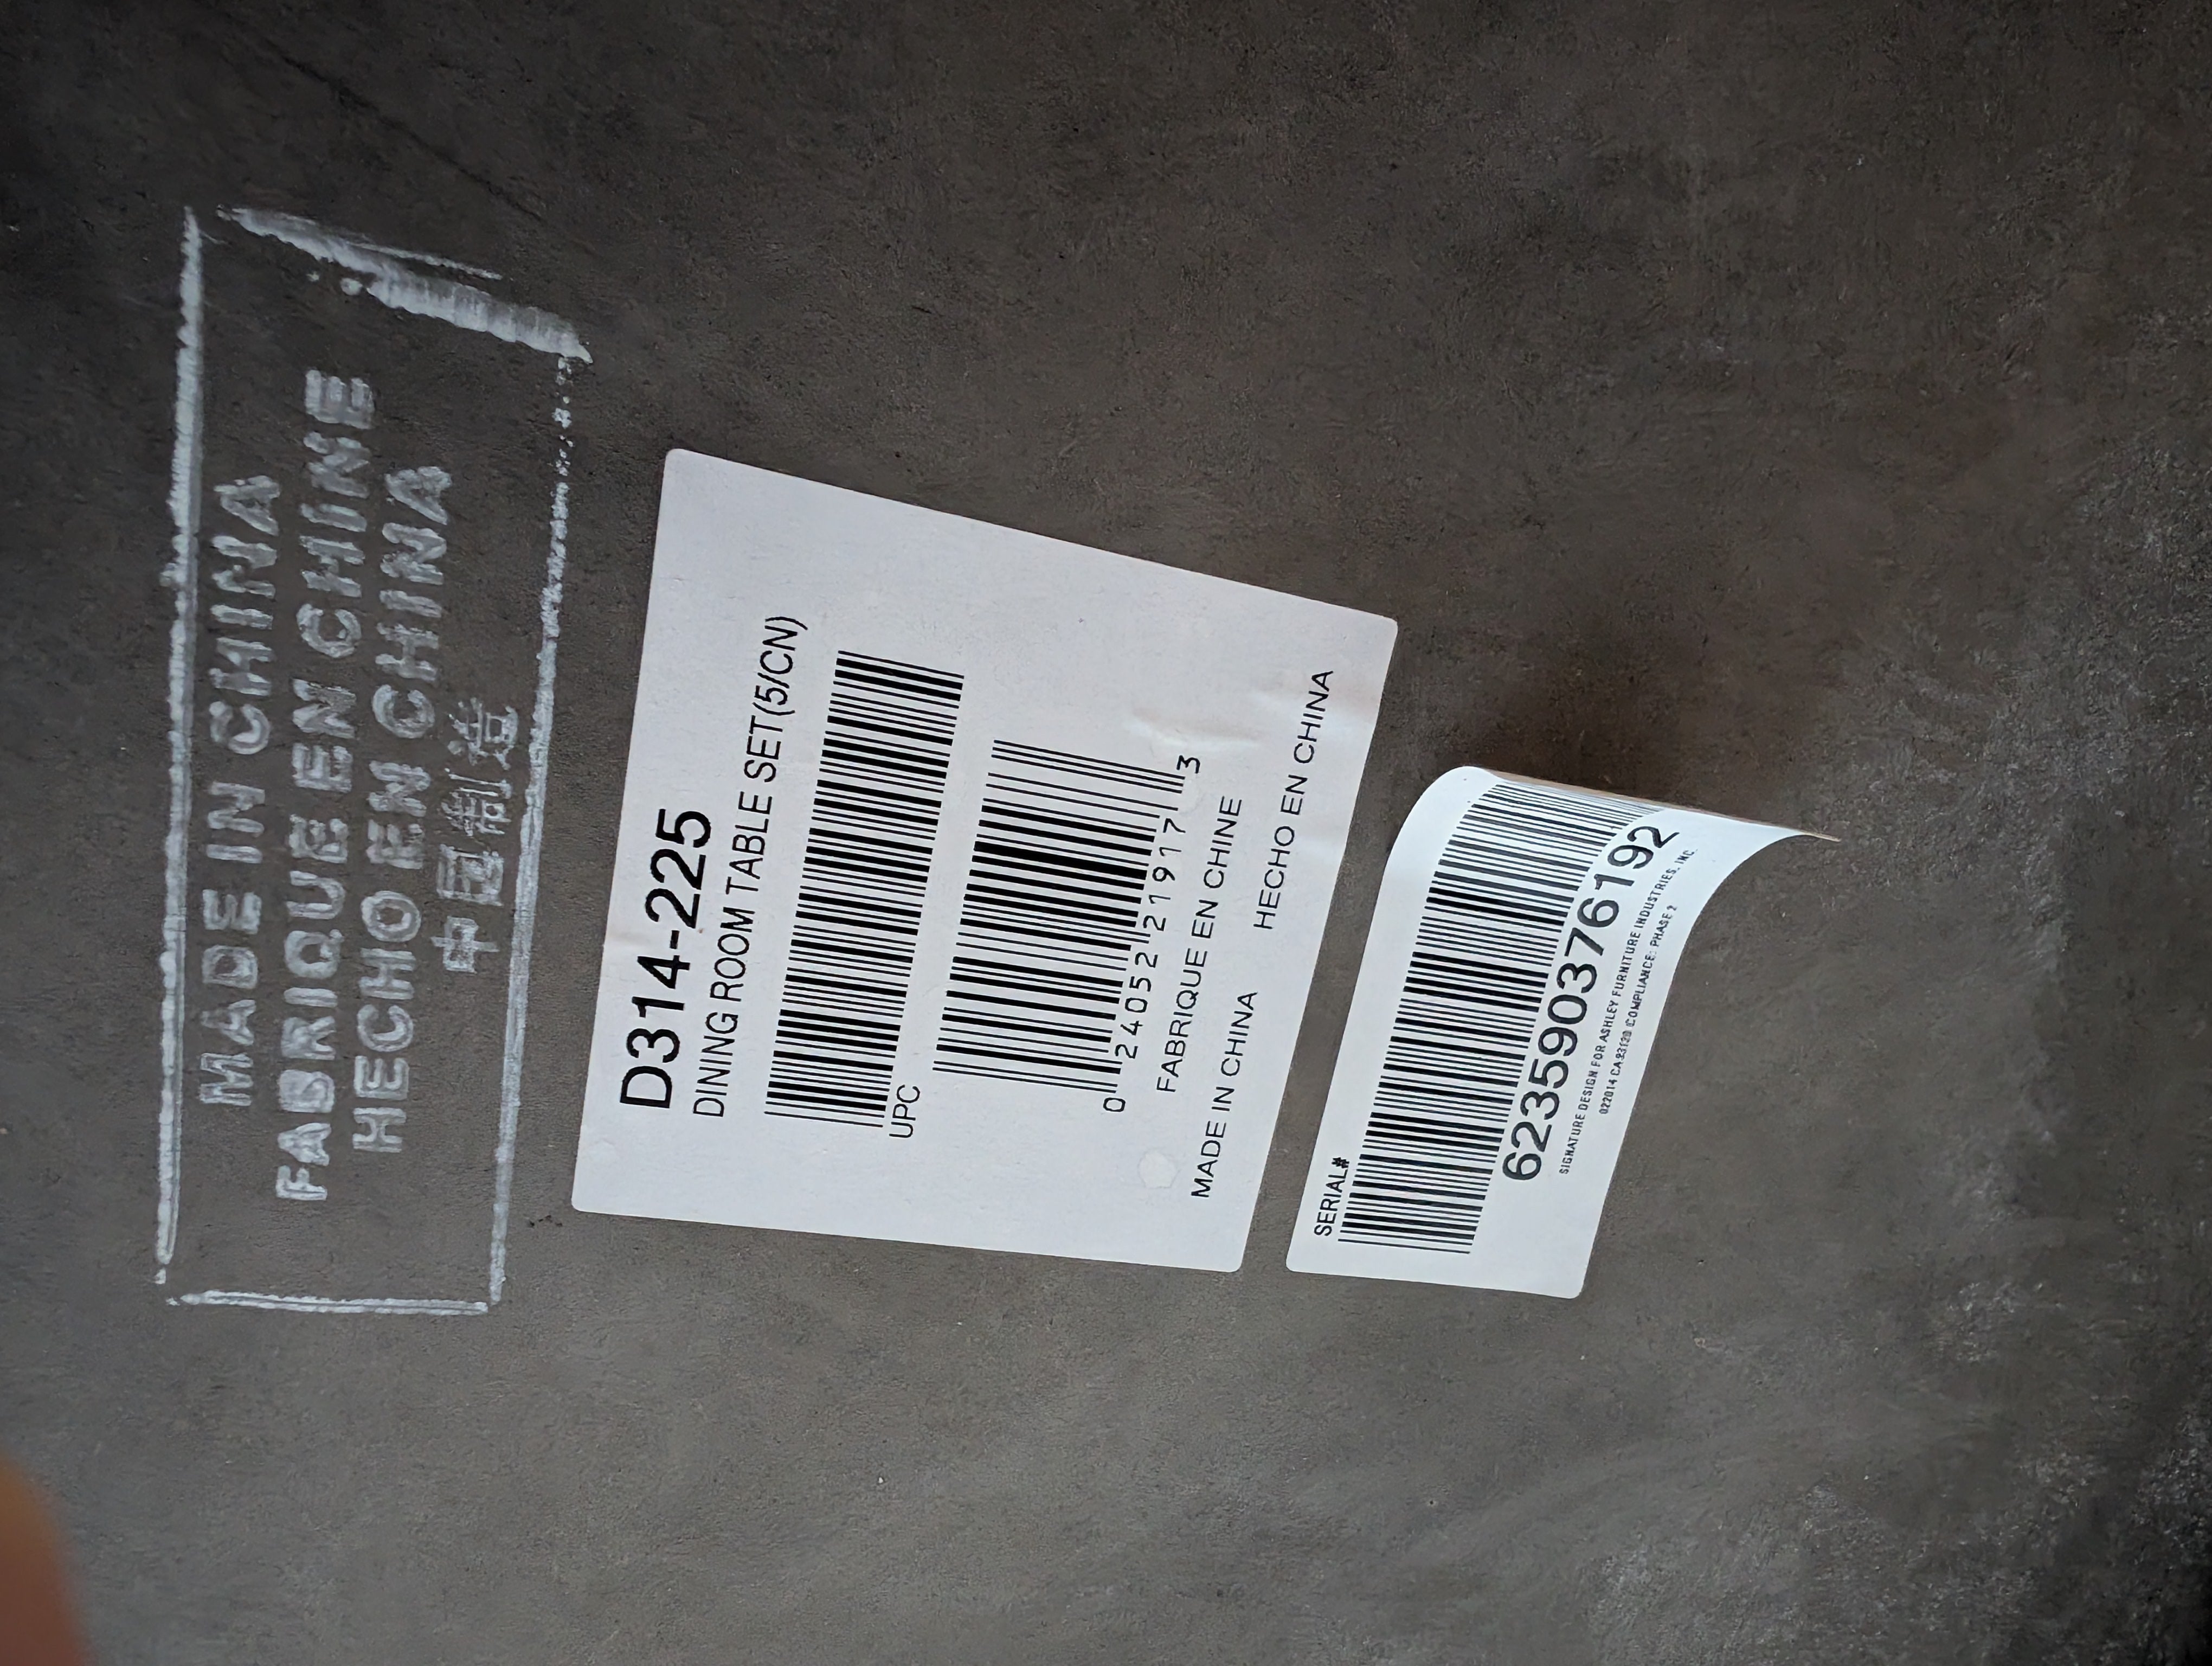 MADE IN CHINA
FABRIQUE EN CHINE
HECHO EN CHINA
中国制造
D314-225
DINING ROOM TABLE SET(5/CN)
UPC
0 24052 21917 3
FABRIQUE EN CHINE
MADE IN CHINA HECHO EN CHINA
SERIAL#
623590376192
SIGNATURE DESIGN FOR ASHLEY FURNITURE INDUSTRIES, INC.
022014 CA 93120 COMPLIANCE: PHASE 2